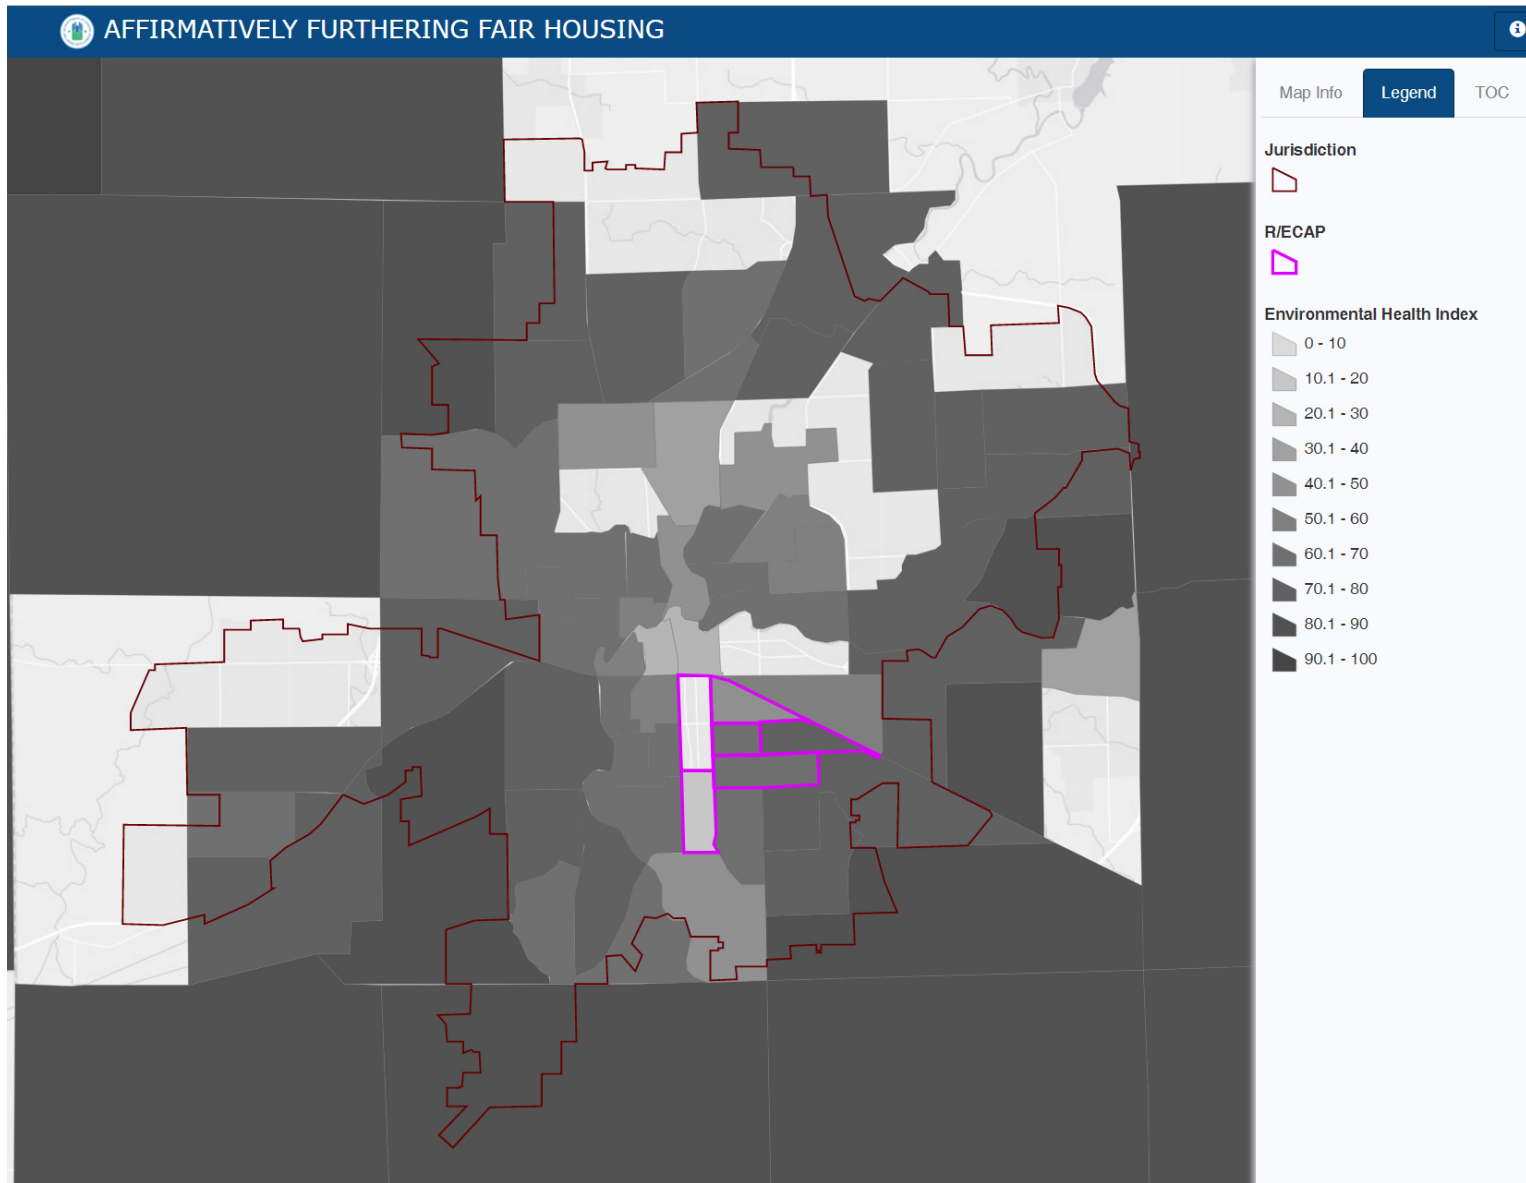 AFFIRMATIVELY FURTHERING FAIR HOUSING
Map Info Legend TOC
Jurisdiction
R/ECAP
Environmental Health Index
0 - 10
10.1 - 20
20.1 - 30
30.1 - 40
40.1 - 50
50.1 - 60
60.1 - 70
70.1 - 80
80.1 - 90
90.1 - 100